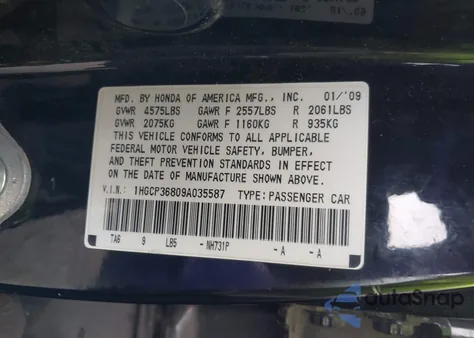 MFD. BY HONDA OF AMERICA MFG., INC. 01/'09
GVWR 4575LBS GAWR F 2557LBS R 2061LBS
GVWR 2075KG GAWR F 1160KG R 935KG
THIS VEHICLE CONFORMS TO ALL APPLICABLE
FEDERAL MOTOR VEHICLE SAFETY, BUMPER,
AND THEFT PREVENTION STANDARDS IN EFFECT
ON THE DATE OF MANUFACTURE SHOWN ABOVE.
V.I.N.: 1HGCP36809A035587 TYPE:PASSENGER CAR
TA6 9 LB5 - NH731P -A -A
AutoSnap